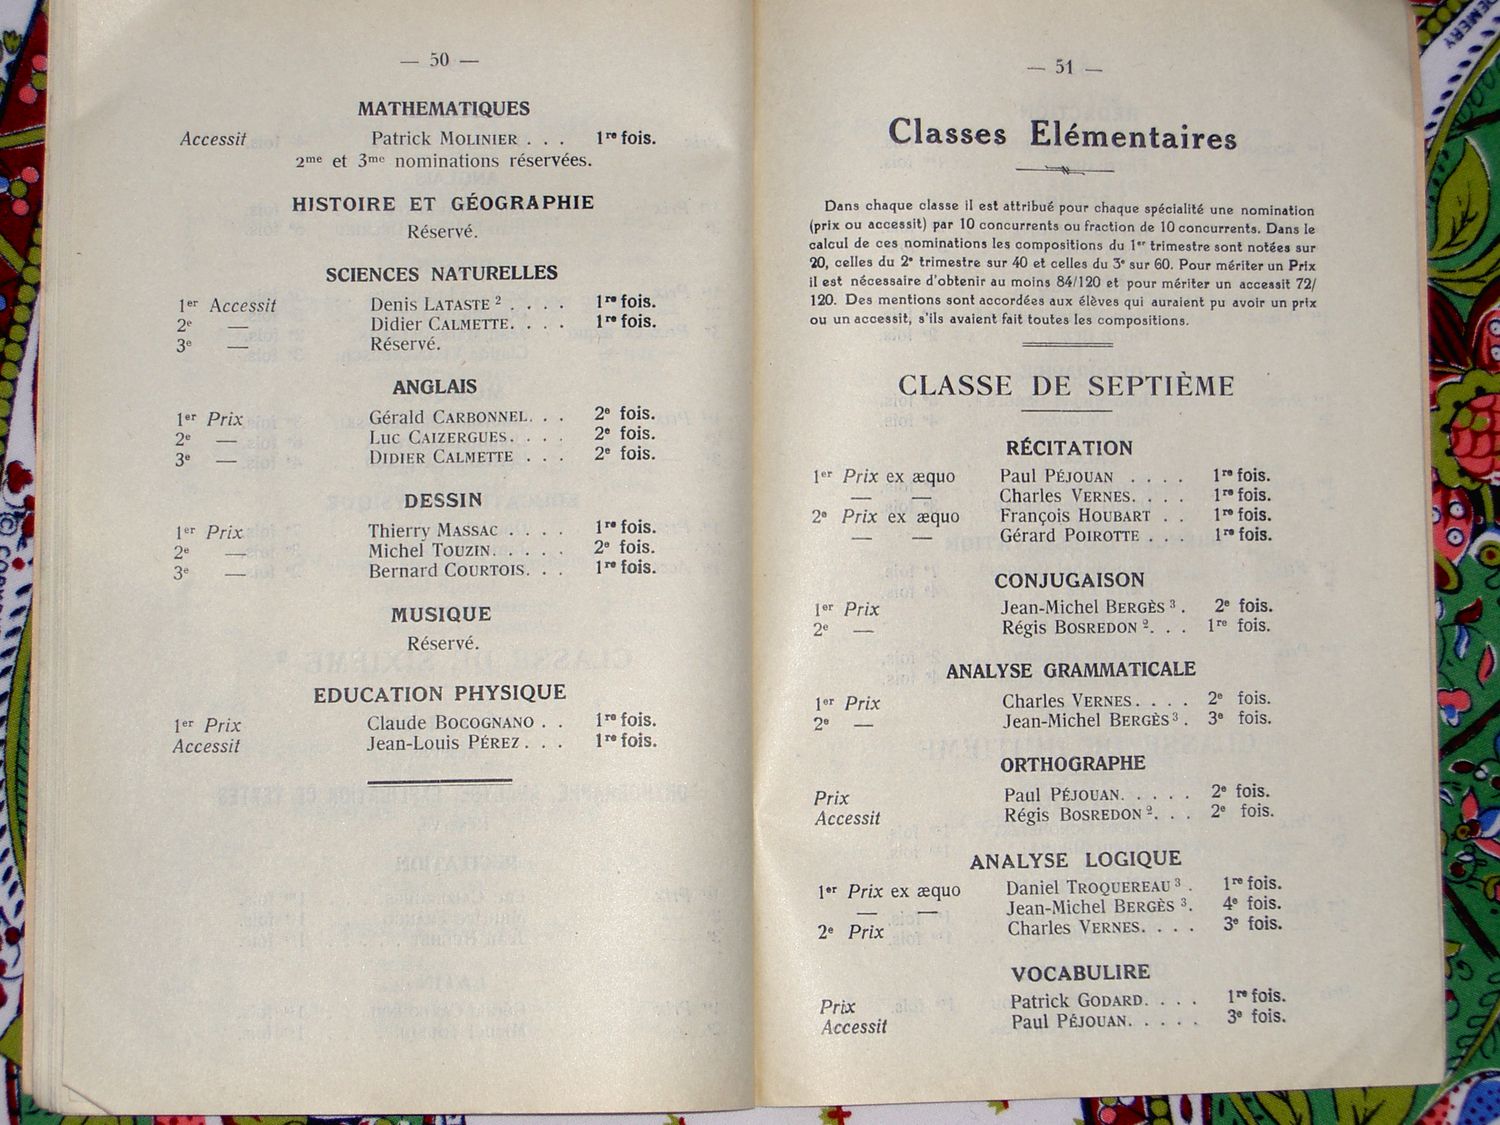 — 50 —
MATHEMATIQUES
Accessit Patrick MOLINIER . . . 1re fois.
2me et 3me nominations réservées.
HISTOIRE ET GÉOGRAPHIE
Réservé.
SCIENCES NATURELLES
1er Accessit Denis LATASTE 2 . . . . 1re fois.
2e — Didier CALMETTE. . . . 1re fois.
3e — Réservé.
ANGLAIS
1er Prix Gérald CARBONNEL. . . 2e fois.
2e — Luc CAIZERGUES. . . . 2e fois.
3e — DIDIER CALMETTE . . . 2e fois.
DESSIN
1er Prix Thierry MASSAC . . . . 1re fois.
2e — Michel TOUZIN. . . . . 2e fois.
3e — Bernard COURTOIS. . . 1re fois.
MUSIQUE
Réservé.
EDUCATION PHYSIQUE
1er Prix Claude BOCOGNANO . . 1re fois.
Accessit Jean-Louis PÉREZ . . . 1re fois.
— 51 —
Classes Elémentaires
Dans chaque classe il est attribué pour chaque spécialité une nomination
(prix ou accessit) par 10 concurrents ou fraction de 10 concurrents. Dans le
calcul de ces nominations les compositions du 1er trimestre sont notées sur
20, celles du 2e trimestre sur 40 et celles du 3e sur 60. Pour mériter un Prix
il est nécessaire d'obtenir au moins 84/120 et pour mériter un accessit 72/
120. Des mentions sont accordées aux élèves qui auraient pu avoir un prix
ou un accessit, s'ils avaient fait toutes les compositions.
CLASSE DE SEPTIÈME
RÉCITATION
1er Prix ex æquo Paul PÉJOUAN . . . . 1re fois.
— — Charles VERNES. . . . 1re fois.
2e Prix ex æquo François HOUBART . . 1re fois.
— — Gérard POIROTTE . . . 1re fois.
CONJUGAISON
1er Prix Jean-Michel BERGÈS 3 . 2e fois.
2e — Régis BOSREDON 2. . . 1re fois.
ANALYSE GRAMMATICALE
1er Prix Charles VERNES. . . . 2e fois.
2e — Jean-Michel BERGÈS 3 . 3e fois.
ORTHOGRAPHE
Prix Paul PÉJOUAN. . . . . 2e fois.
Accessit Régis BOSREDON 2. . . 2e fois.
ANALYSE LOGIQUE
1er Prix ex æquo Daniel TROQUEREAU 3 . 1re fois.
— — Jean-Michel BERGÈS 3. 4e fois.
2e Prix Charles VERNES. . . . 3e fois.
VOCABULIRE
Prix Patrick GODARD. . . . 1re fois.
Accessit Paul PÉJOUAN. . . . . 3e fois.